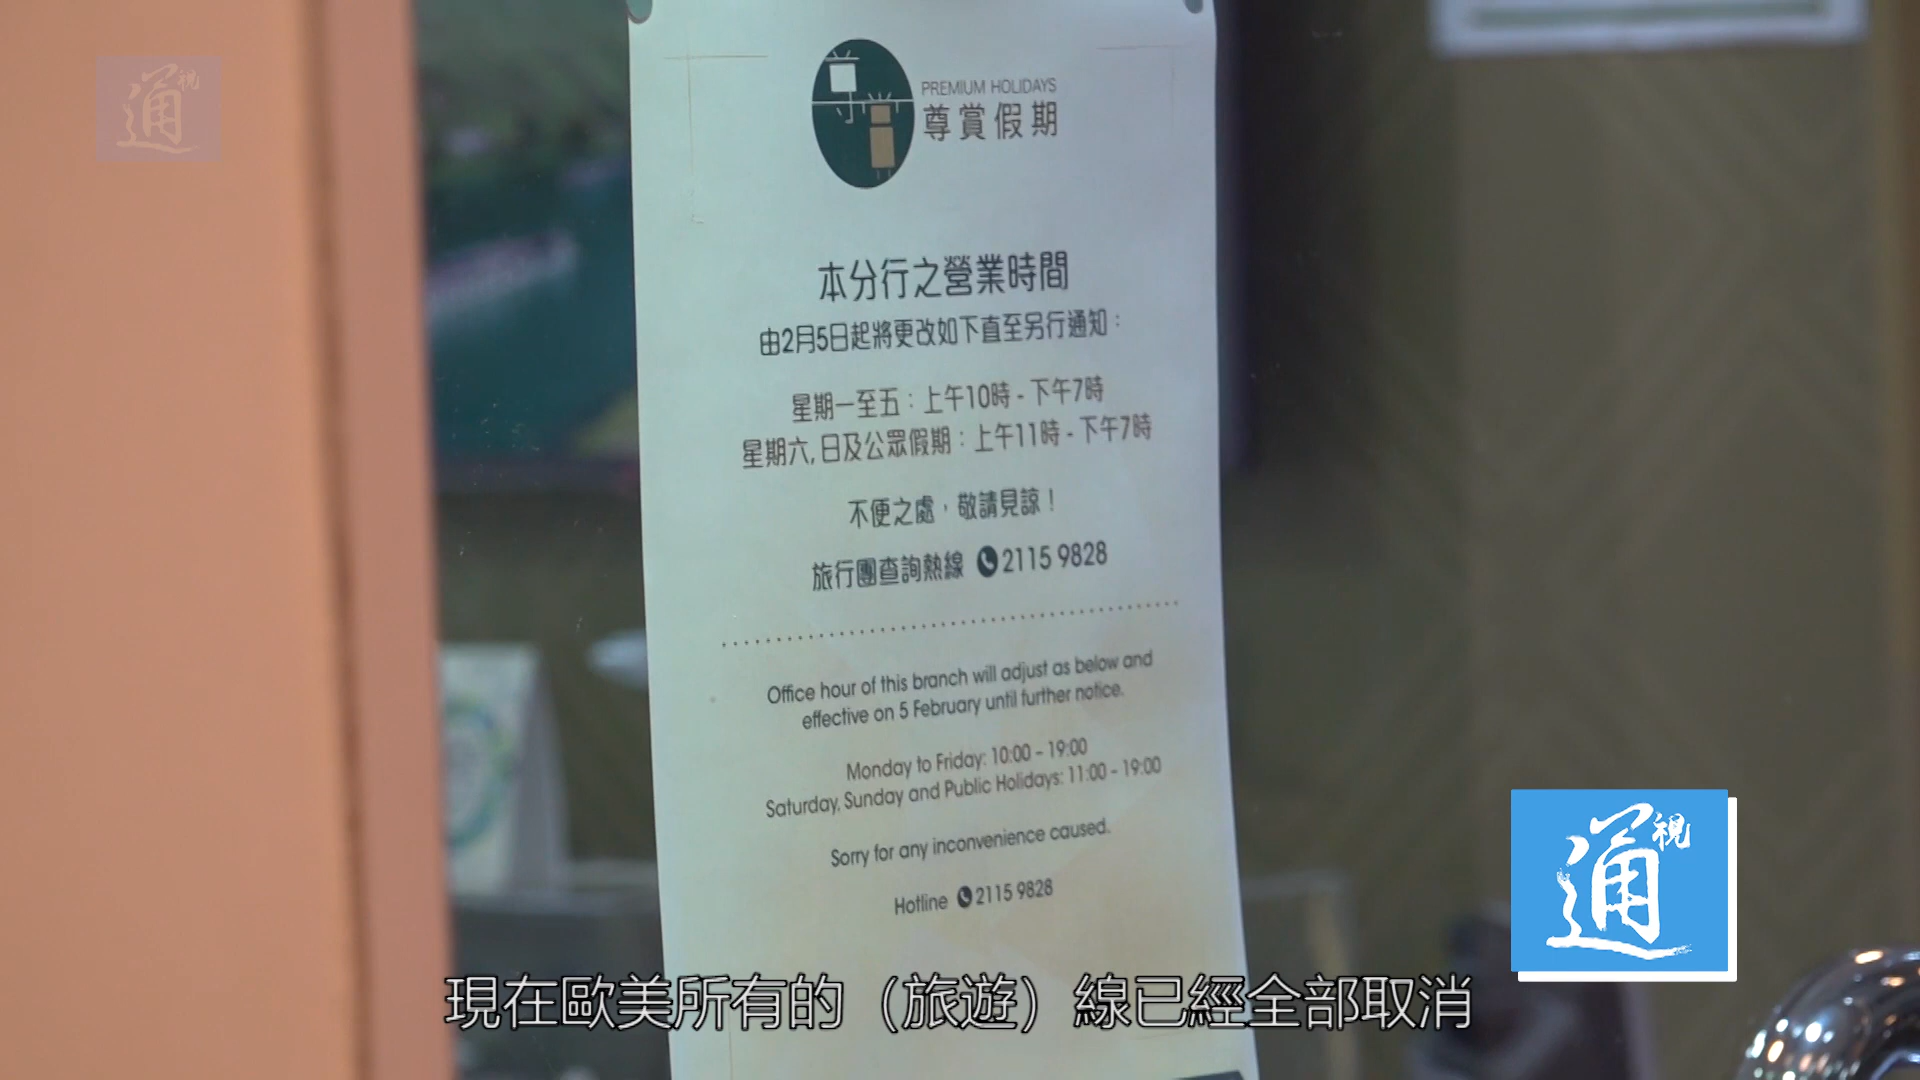 通視
PREMIUM HOLIDAYS
尊賞假期
本分行之營業時間
由2月5日起將更改如下直至另行通知：
星期一至五：上午10時 - 下午7時
星期六, 日及公眾假期：上午11時 - 下午7時
不便之處，敬請見諒！
旅行團查詢熱線 2115 9828
Office hour of this branch will adjust as below and
effective on 5 February until further notice.
Monday to Friday: 10:00 - 19:00
Saturday, Sunday and Public Holidays: 11:00 - 19:00
Sorry for any inconvenience caused.
Hotline 2115 9828
通視
現在歐美所有的（旅遊）線已經全部取消